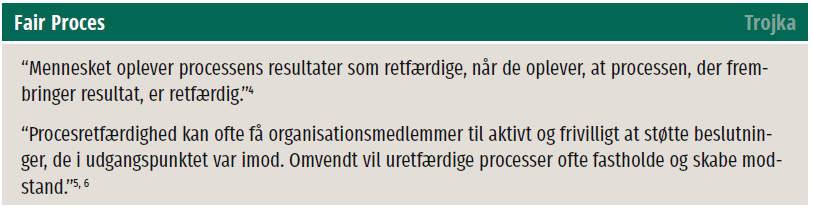 Fair Proces Trojka
“Mennesket oplever processens resultater som retfærdige, når de oplever, at processen, der frem-
bringer resultat, er retfærdig.”4
“Procesretfærdighed kan ofte få organisationsmedlemmer til aktivt og frivilligt at støtte beslutnin-
ger, de i udgangspunktet var imod. Omvendt vil uretfærdige processer ofte fastholde og skabe mod-
stand.”5, 6